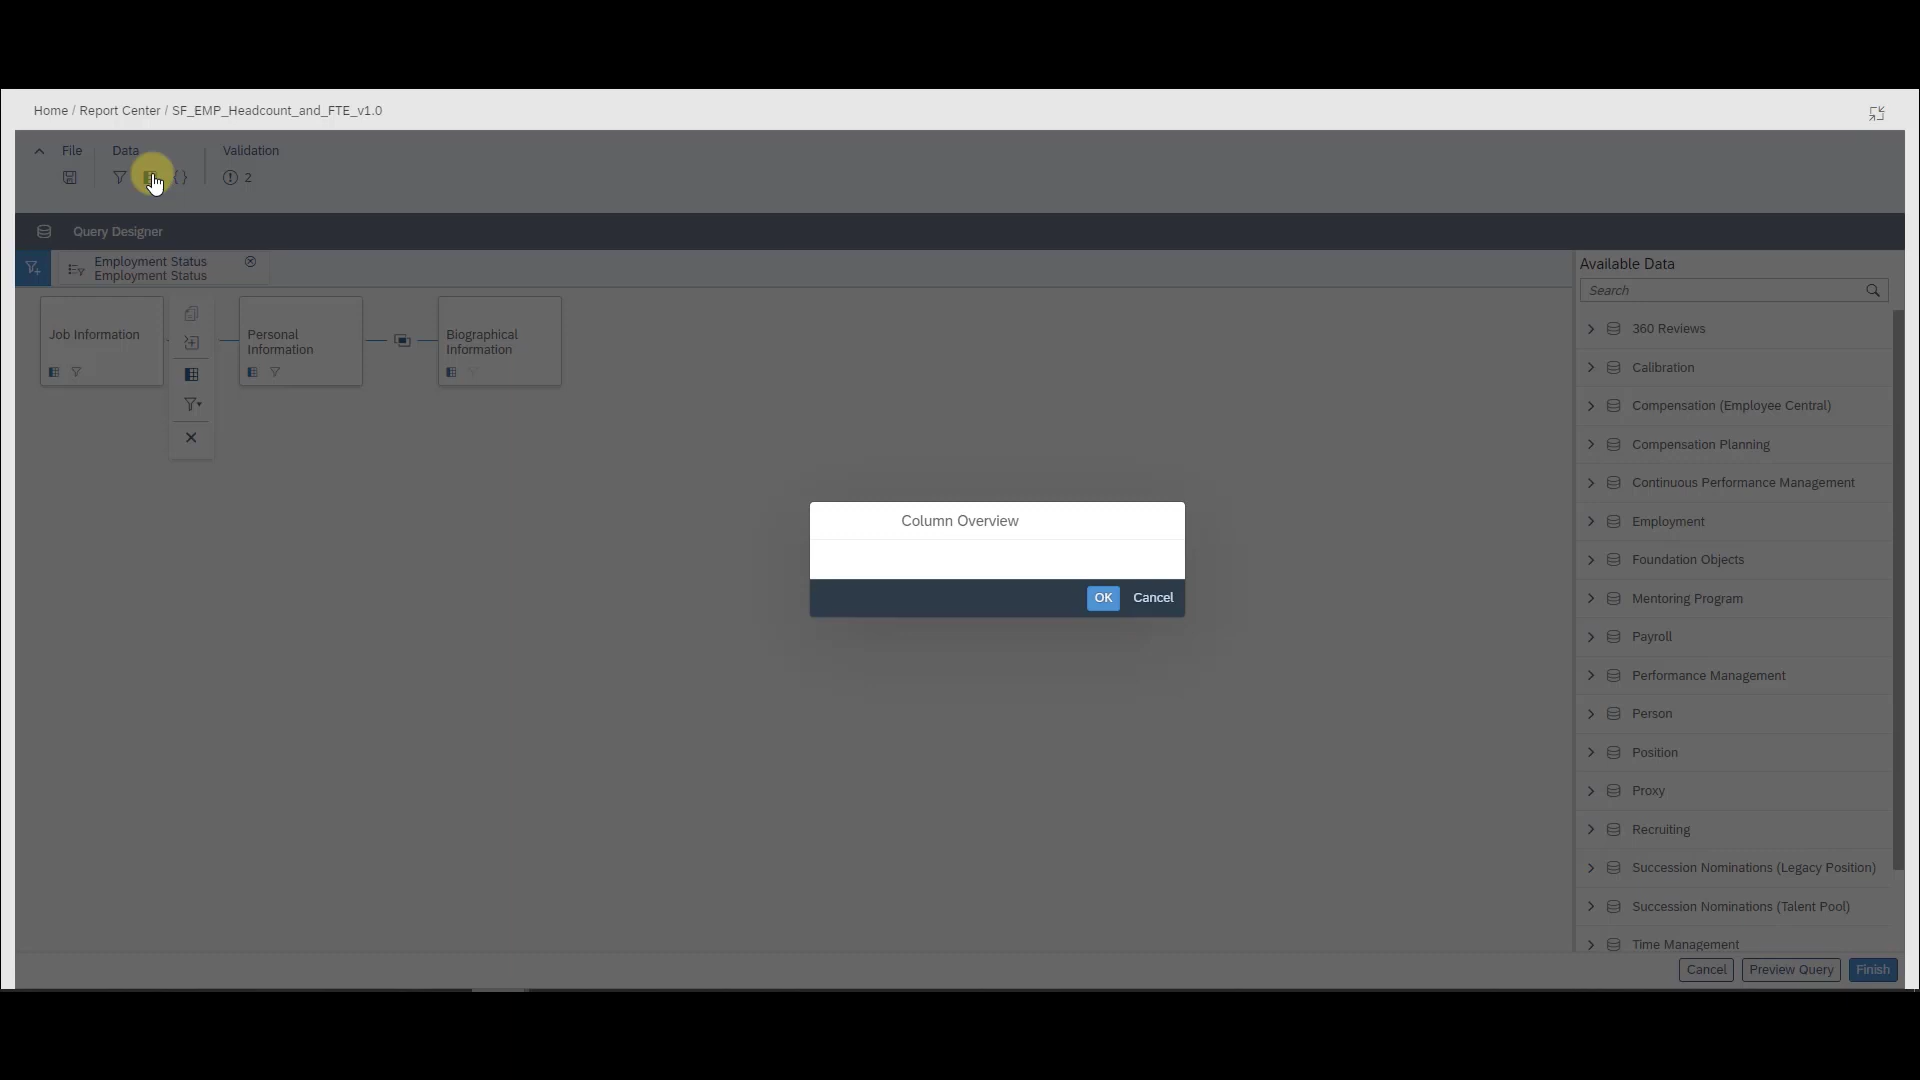 Home / Report Center / SF_EMP_Headcount_and_FTE_v1.0
File
Data
Validation
2
Query Designer
Employment Status
Employment Status
Job Information
Personal
Information
Biographical
Information
Column Overview
OK
Cancel
Available Data
Search
360 Reviews
Calibration
Compensation (Employee Central)
Compensation Planning
Continuous Performance Management
Employment
Foundation Objects
Mentoring Program
Payroll
Performance Management
Person
Position
Proxy
Recruiting
Succession Nominations (Legacy Position)
Succession Nominations (Talent Pool)
Time Management
Cancel
Preview Query
Finish